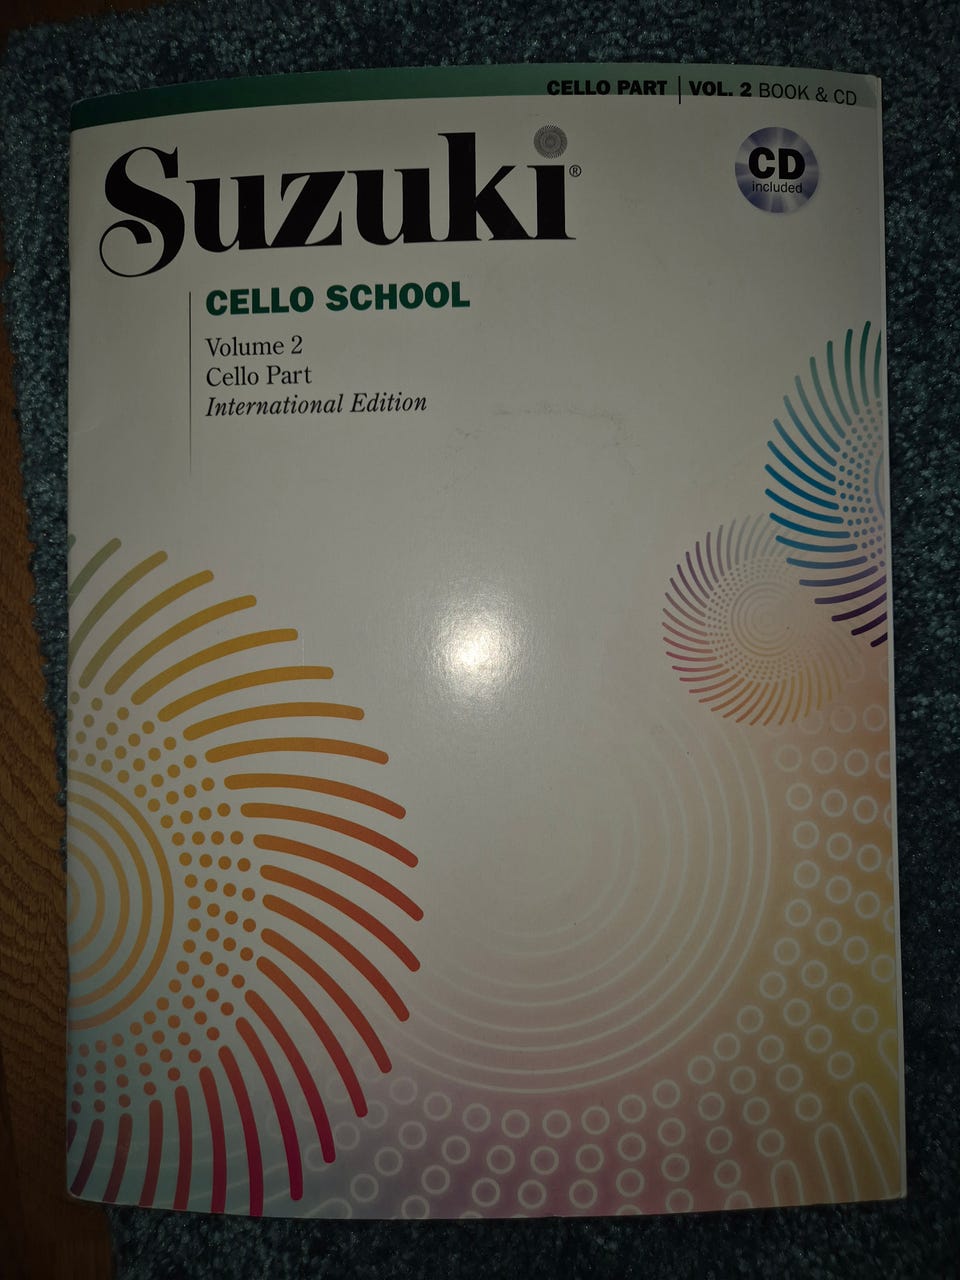 CELLO PART | VOL. 2 BOOK & CD
Suzuki®
CD
included
CELLO SCHOOL
Volume 2
Cello Part
International Edition